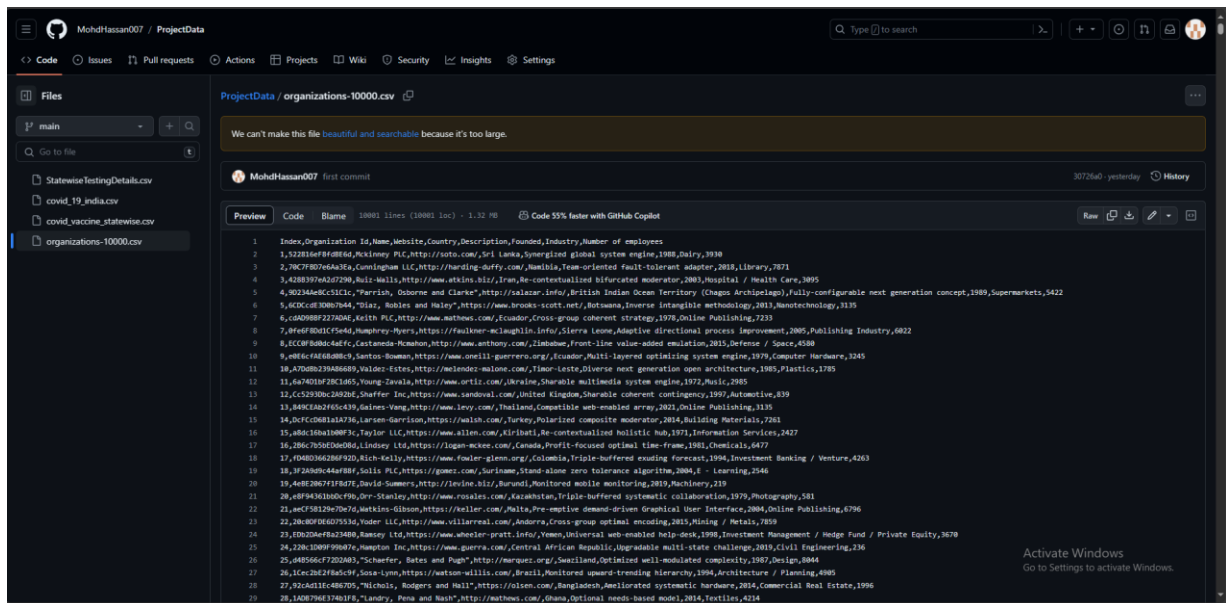 MohdHassan007 / ProjectData
Type / to search
Code Issues Pull requests Actions Projects Wiki Security Insights Settings
Files
main
Go to file
t
StatewiseTestingDetails.csv
covid_19_india.csv
covid_vaccine_statewise.csv
organizations-10000.csv
ProjectData / organizations-10000.csv
We can't make this file beautiful and searchable because it's too large.
MohdHassan007 first commit
30726a0 · yesterday History
Preview Code Blame 10001 lines (10001 loc) · 1.32 MB Code 55% faster with GitHub Copilot
Raw
1 Index,Organization Id,Name,Website,Country,Description,Founded,Industry,Number of employees
2 1,522816eF8fdBE6d,Mckinney PLC,http://soto.com/,Sri Lanka,Synergized global system engine,1988,Dairy,3930
3 2,70C7FBD7e6Aa3Ea,Cunningham LLC,http://harding-duffy.com/,Namibia,Team-oriented fault-tolerant adapter,2018,Library,7871
4 3,428B397eA2d7290,Ruiz-Walls,http://www.atkins.biz/,Iran,Re-contextualized bifurcated moderator,2003,Hospital / Health Care,3095
5 4,9D234Ae8Cc51C1c,"Parrish, Osborne and Clarke",http://salazar.info/,British Indian Ocean Territory (Chagos Archipelago),Fully-configurable next generation concept,1989,Supermarkets,5422
6 5,6CDCcdE3D0b7b44,"Diaz, Robles and Haley",https://www.brooks-scott.net/,Botswana,Inverse intangible methodology,2013,Nanotechnology,3135
7 6,cdAD9BBF227ADAE,Keith PLC,http://www.mathews.com/,Ecuador,Cross-group coherent strategy,1978,Online Publishing,7233
8 7,0fe6F8Dd1Cf5e4d,Humphrey-Myers,https://faulkner-mclaughlin.info/,Sierra Leone,Adaptive directional process improvement,2005,Publishing Industry,6022
9 8,ECC0F8d0dc4aEfc,Castaneda-Mcmahon,http://www.anthony.com/,Zimbabwe,Front-line value-added emulation,2015,Defense / Space,4580
10 9,e0E6cfAE68d08c9,Santos-Bowman,https://www.oneill-guerrero.org/,Ecuador,Multi-layered optimizing system engine,1979,Computer Hardware,3245
11 10,A7Dd8b239A86689,Valdez-Estes,http://melendez-malone.com/,Timor-Leste,Diverse next generation open architecture,1985,Plastics,1785
12 11,6a74D1bF28C1d65,Young-Zavala,http://www.ortiz.com/,Ukraine,Sharable multimedia system engine,1972,Music,2985
13 12,Cc5293Dbc2A92bE,Shaffer Inc,https://www.sandoval.com/,United Kingdom,Sharable coherent contingency,1997,Automotive,839
14 13,849CEAb2f65c439,Gaines-Vang,http://www.levy.com/,Thailand,Compatible web-enabled array,2021,Online Publishing,3135
15 14,DcFCcD6B1a1A736,Larsen-Garrison,https://walsh.com/,Turkey,Polarized composite moderator,2014,Building Materials,7261
16 15,a8dc16ba1b00F3c,Taylor LLC,https://www.allen.com/,Kiribati,Re-contextualized holistic hub,1971,Information Services,2427
17 16,2B6c7b5bEDdeD8d,Lindsey Ltd,https://logan-mckee.com/,Canada,Profit-focused optimal time-frame,1981,Chemicals,6477
18 17,fD4BD3662B6F92D,Rich-Kelly,https://www.fowler-glenn.org/,Colombia,Triple-buffered exuding forecast,1994,Investment Banking / Venture,4263
19 18,3F2A9d9c44aF8Bf,Solis PLC,https://gomez.com/,Suriname,Stand-alone zero tolerance algorithm,2004,E - Learning,2546
20 19,4eBE2067f1F8d7E,David-Summers,http://levine.biz/,Burundi,Monitored mobile monitoring,2019,Machinery,219
21 20,e8F94361bbDcf9b,Orr-Stanley,http://www.rosales.com/,Kazakhstan,Triple-buffered systematic collaboration,1979,Photography,581
22 21,aeCF5B129e7De7d,Watkins-Gibson,https://keller.com/,Malta,Pre-emptive demand-driven Graphical User Interface,2004,Online Publishing,6796
23 22,20c0DFDE6D7553d,Yoder LLC,http://www.villarreal.com/,Andorra,Cross-group optimal encoding,2015,Mining / Metals,7859
24 23,EDb2DAeF8a234B0,Ramsey Ltd,https://www.wheeler-pratt.info/,Yemen,Universal web-enabled help-desk,1998,Investment Management / Hedge Fund / Private Equity,3670
25 24,220c1D09F99b07e,Hampton Inc,https://www.guerra.com/,Central African Republic,Upgradable multi-state challenge,2019,Civil Engineering,236
26 25,d4B566cF72D2A03,"Schaefer, Bates and Pugh",http://marquez.org/,Swaziland,Optimized well-modulated complexity,1987,Design,8044
27 26,1Cec2bE2f8a5c9f,Sosa-Lynn,https://watson-willis.com/,Brazil,Monitored upward-trending hierarchy,1994,Architecture / Planning,4905
28 27,92cAd11Ec4867D5,"Nichols, Rodgers and Hall",https://olsen.com/,Bangladesh,Ameliorated systematic hardware,2014,Commercial Real Estate,1996
29 28,1ADB796E374b1F8,"Landry, Pena and Nash",http://mathews.com/,Ghana,Optional needs-based model,2014,Textiles,4214
Activate Windows
Go to Settings to activate Windows.